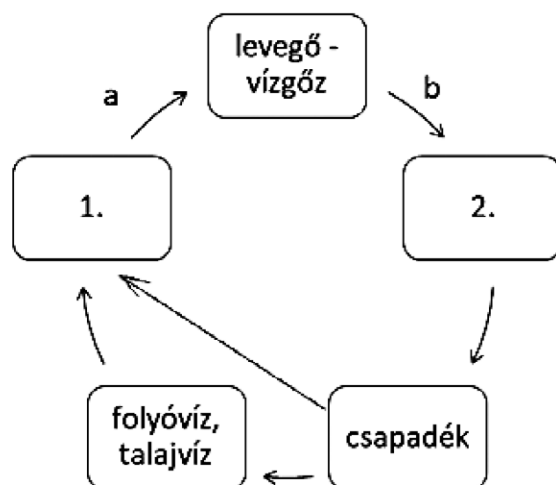 levegő -
vízgőz
a
b
1.
2.
folyóvíz,
talajvíz
csapadék